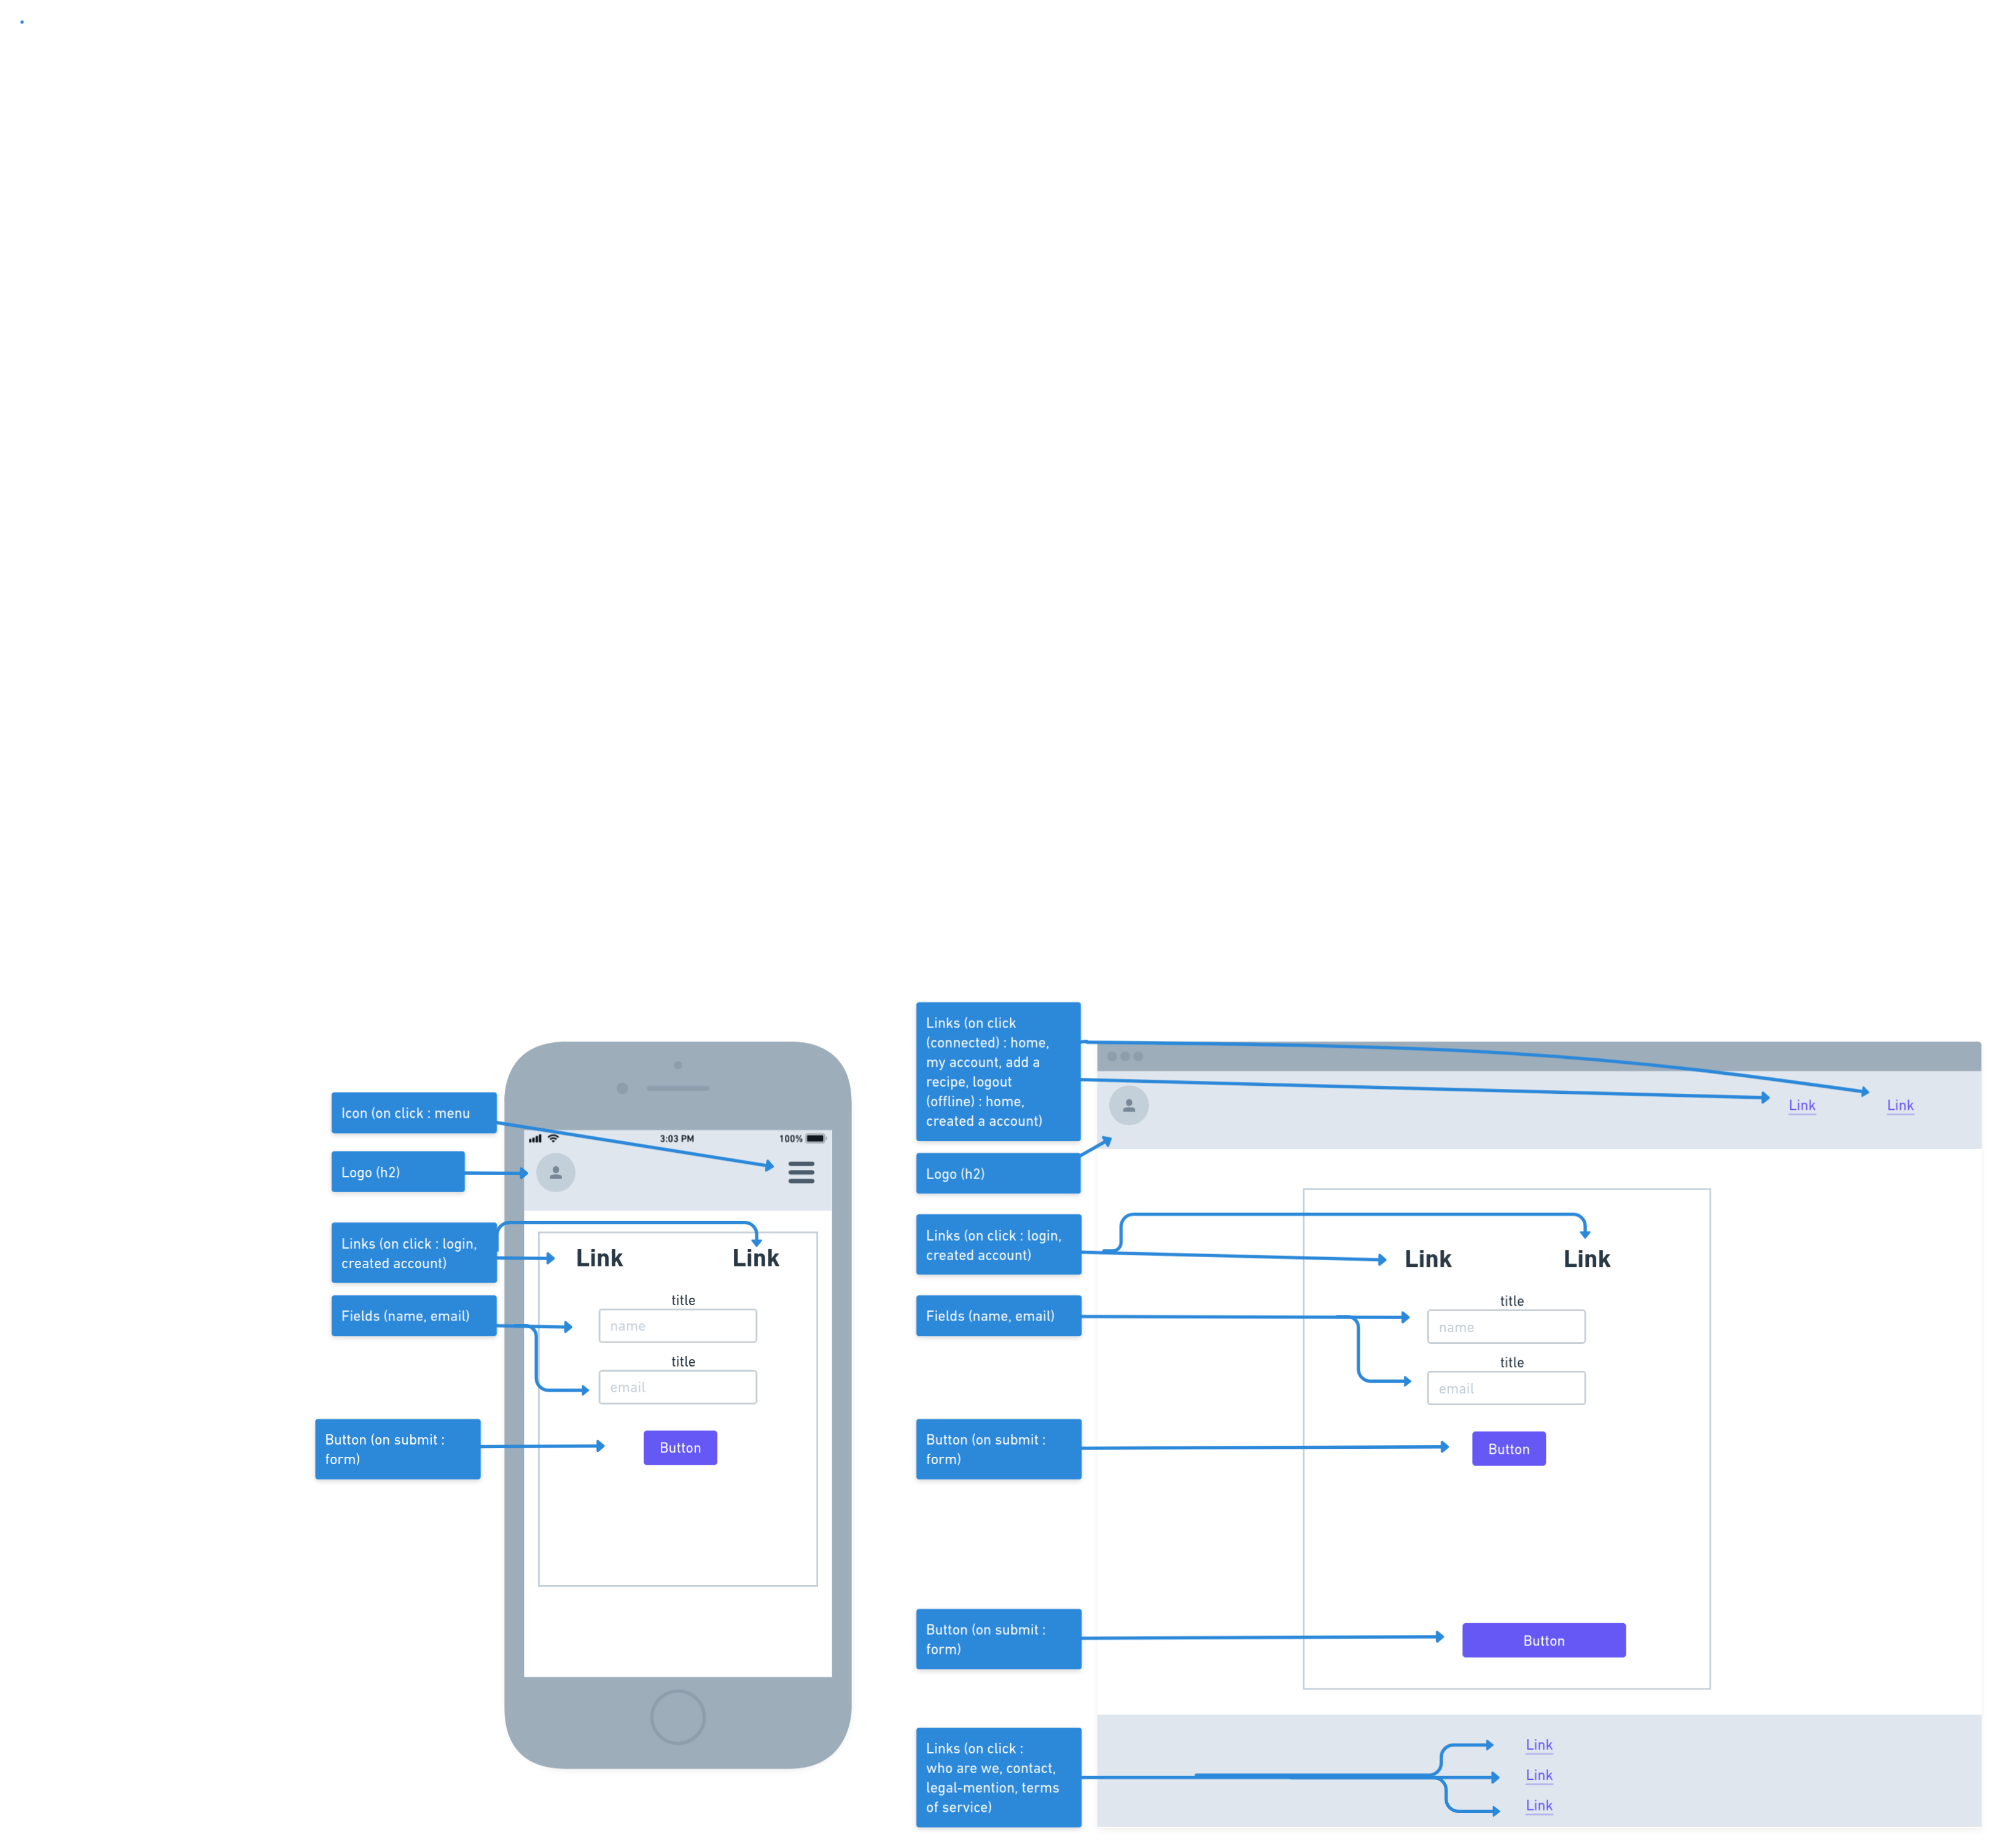 Icon (on click : menu
Logo (h2)
Links (on click : login,
created account)
Fields (name, email)
Button (on submit :
form)
3:03 PM
100%
Link
Link
title
name
title
email
Button
Links (on click
(connected) : home,
my account, add a
recipe, logout
(offline) : home,
created a account)
Logo (h2)
Links (on click : login,
created account)
Fields (name, email)
Button (on submit :
form)
Button (on submit :
form)
Links (on click :
who are we, contact,
legal-mention, terms
of service)
Link
Link
Link
Link
title
name
title
email
Button
Button
Link
Link
Link